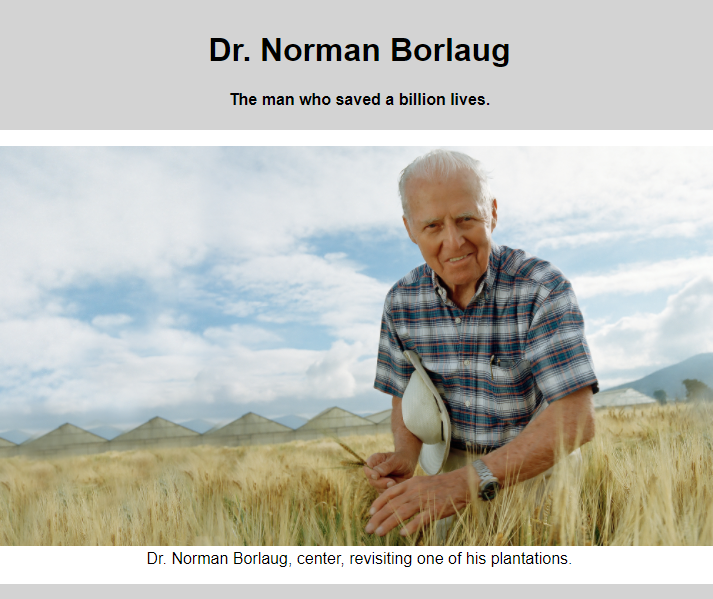 Dr. Norman Borlaug
The man who saved a billion lives.
Dr. Norman Borlaug, center, revisiting one of his plantations.